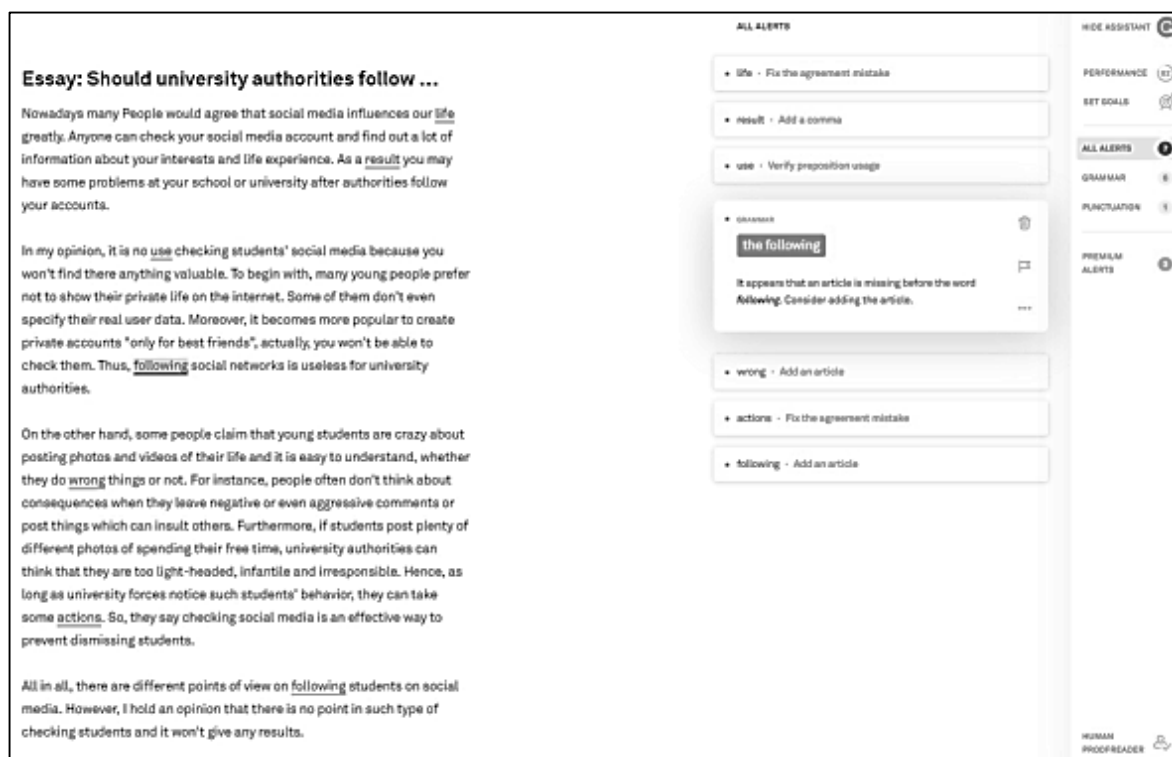 Essay: Should university authorities follow ...
Nowadays many People would agree that social media influences our life
greatly. Anyone can check your social media account and find out a lot of
information about your interests and life experience. As a result you may
have some problems at your school or university after authorities follow
your accounts.
In my opinion, it is no use checking students' social media because you
won't find there anything valuable. To begin with, many young people prefer
not to show their private life on the internet. Some of them don't even
specify their real user data. Moreover, it becomes more popular to create
private accounts "only for best friends", actually, you won't be able to
check them. Thus, following social networks is useless for university
authorities.
On the other hand, some people claim that young students are crazy about
posting photos and videos of their life and it is easy to understand, whether
they do wrong things or not. For instance, people often don't think about
consequences when they leave negative or even aggressive comments or
post things which can insult others. Furthermore, if students post plenty of
different photos of spending their free time, university authorities can
think that they are too light-headed, infantile and irresponsible. Hence, as
long as university forces notice such students' behavior, they can take
some actions. So, they say checking social media is an effective way to
prevent dismissing students.
All in all, there are different points of view on following students on social
media. However, I hold an opinion that there is no point in such type of
checking students and it won't give any results.
ALL ALERTS
life - Fix the agreement mistake
result - Add a comma
use - Verify preposition usage
GRAMMAR
the following
It appears that an article is missing before the word
following. Consider adding the article.
wrong - Add an article
actions - Fix the agreement mistake
following - Add an article
HIDE ASSISTANT
PERFORMANCE
SET GOALS
ALL ALERTS
GRAMMAR
PUNCTUATION 1
PREMIUM
ALERTS
HUMAN
PROOFREADER